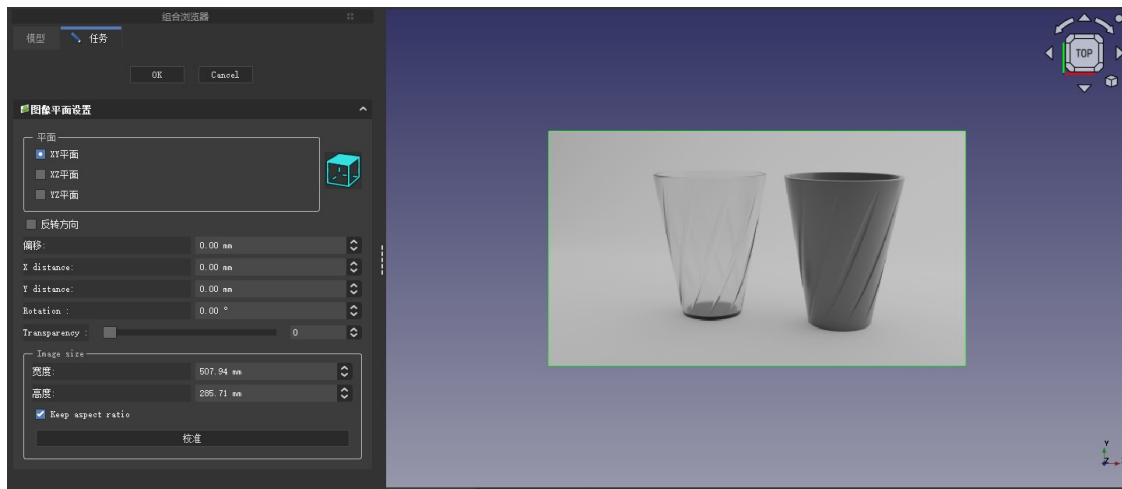 组合浏览器
模型
任务
OK
Cancel
图像平面设置
平面
XY平面
XZ平面
YZ平面
反转方向
偏移:
0.00 mm
X distance:
0.00 mm
Y distance:
0.00 mm
Rotation :
0.00 °
Transparency :
0
Image size
宽度:
507.94 mm
高度:
285.71 mm
Keep aspect ratio
校准
TOP
Y
Z